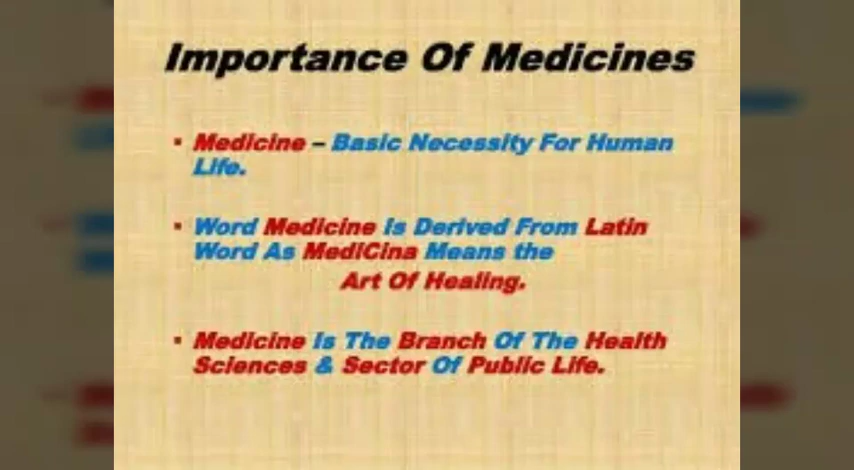 Importance Of Medicines
▪ Medicine – Basic Necessity For Human
Life.
▪ Word Medicine Is Derived From Latin
Word As MediCina Means the
Art Of Healing.
▪ Medicine Is The Branch Of The Health
Sciences & Sector Of Public Life.